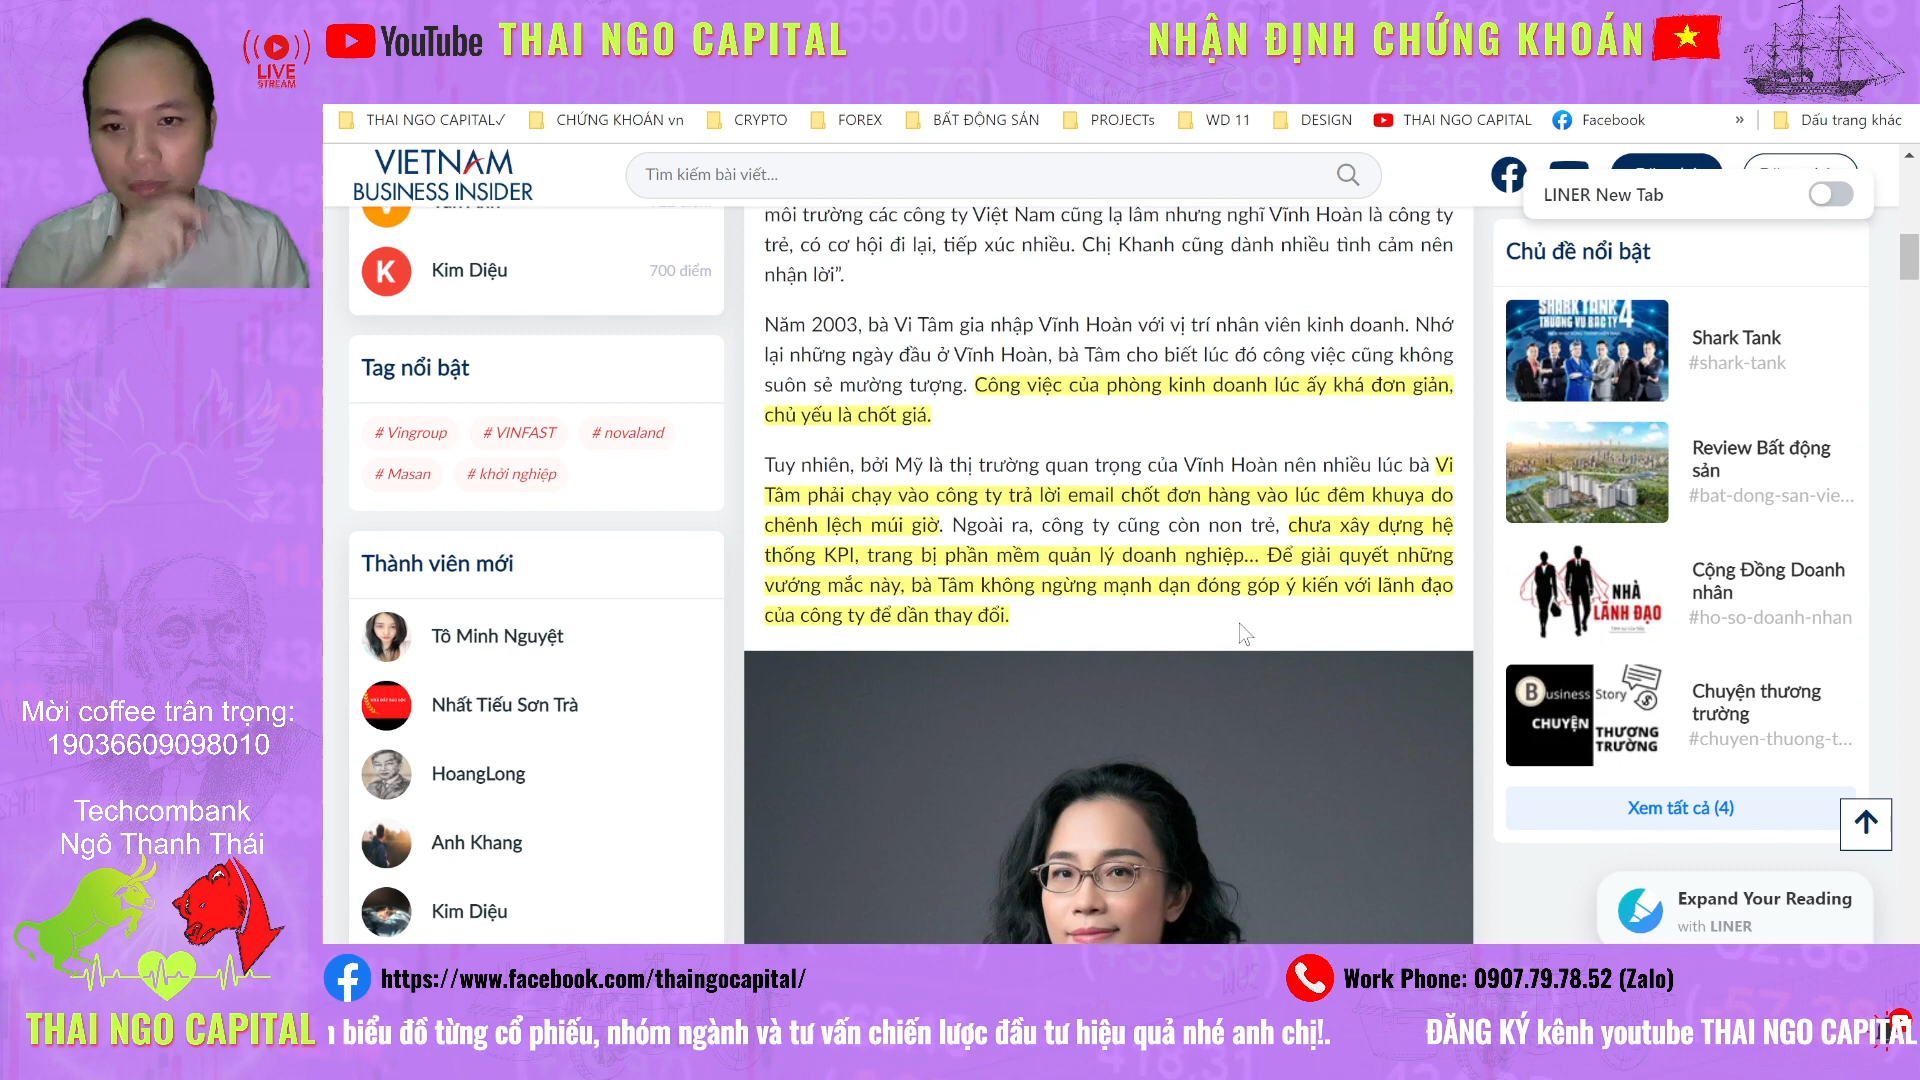 LIVE
STREAM
YouTube THAI NGO CAPITAL
NHẬN ĐỊNH CHỨNG KHOÁN
THAI NGO CAPITAL✓
CHỨNG KHOÁN vn
CRYPTO
FOREX
BẤT ĐỘNG SẢN
PROJECTs
WD 11
DESIGN
THAI NGO CAPITAL
Facebook
»
Dấu trang khác
VIETNAM
BUSINESS INSIDER
Tìm kiếm bài viết...
LINER New Tab
K
Kim Diệu
700 điểm
Tag nổi bật
# Vingroup
# VINFAST
# novaland
# Masan
# khởi nghiệp
Thành viên mới
Tô Minh Nguyệt
Nhất Tiếu Sơn Trà
HoangLong
Anh Khang
Kim Diệu
môi trường các công ty Việt Nam cũng lạ lẫm nhưng nghĩ Vĩnh Hoàn là công ty
trẻ, có cơ hội đi lại, tiếp xúc nhiều. Chị Khanh cũng dành nhiều tình cảm nên
nhận lời”.
Năm 2003, bà Vi Tâm gia nhập Vĩnh Hoàn với vị trí nhân viên kinh doanh. Nhớ
lại những ngày đầu ở Vĩnh Hoàn, bà Tâm cho biết lúc đó công việc cũng không
suôn sẻ mường tượng. Công việc của phòng kinh doanh lúc ấy khá đơn giản,
chủ yếu là chốt giá.
Tuy nhiên, bởi Mỹ là thị trường quan trọng của Vĩnh Hoàn nên nhiều lúc bà Vi
Tâm phải chạy vào công ty trả lời email chốt đơn hàng vào lúc đêm khuya do
chênh lệch múi giờ. Ngoài ra, công ty cũng còn non trẻ, chưa xây dựng hệ
thống KPI, trang bị phần mềm quản lý doanh nghiệp... Để giải quyết những
vướng mắc này, bà Tâm không ngừng mạnh dạn đóng góp ý kiến với lãnh đạo
của công ty để dần thay đổi.
Chủ đề nổi bật
SHARK TANK 4
THƯƠNG VỤ BẠC TỶ
Shark Tank
#shark-tank
Review Bất động
sản
#bat-dong-san-vie...
NHÀ
LÃNH ĐẠO
Cộng Đồng Doanh
nhân
#ho-so-doanh-nhan
Business Story
CHUYỆN
THƯƠNG
TRƯỜNG
Chuyện thương
trường
#chuyen-thuong-t...
Xem tất cả (4)
Expand Your Reading
with LINER
Mời coffee trân trọng:
19036609098010
Techcombank
Ngô Thanh Thái
THAI NGO CAPITAL
https://www.facebook.com/thaingocapital/
Work Phone: 0907.79.78.52 (Zalo)
biểu đồ từng cổ phiếu, nhóm ngành và tư vấn chiến lược đầu tư hiệu quả nhé anh chị!.
ĐĂNG KÝ kênh youtube THAI NGO CAPITAL